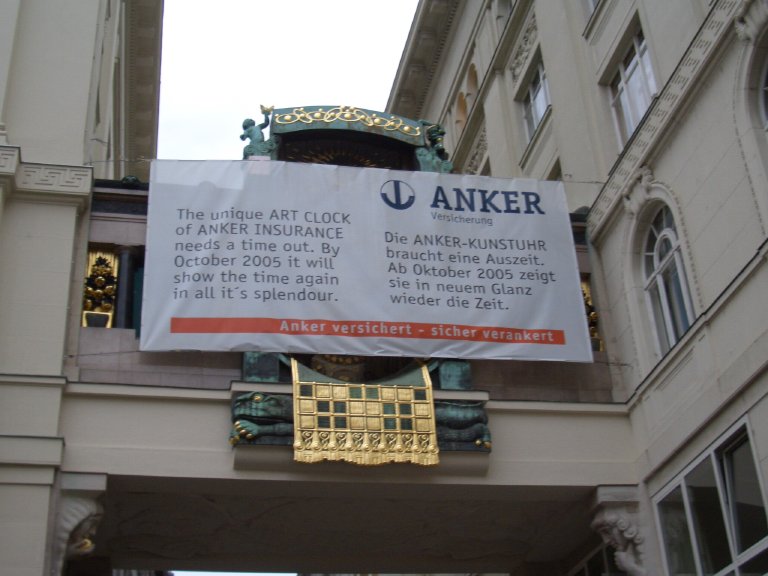 The unique ART CLOCK
of ANKER INSURANCE
needs a time out. By
October 2005 it will
show the time again
in all it´s splendour.
ANKER
Versicherung
Die ANKER-KUNSTUHR
braucht eine Auszeit.
Ab Oktober 2005 zeigt
sie in neuem Glanz
wieder die Zeit.
Anker versichert - sicher verankert